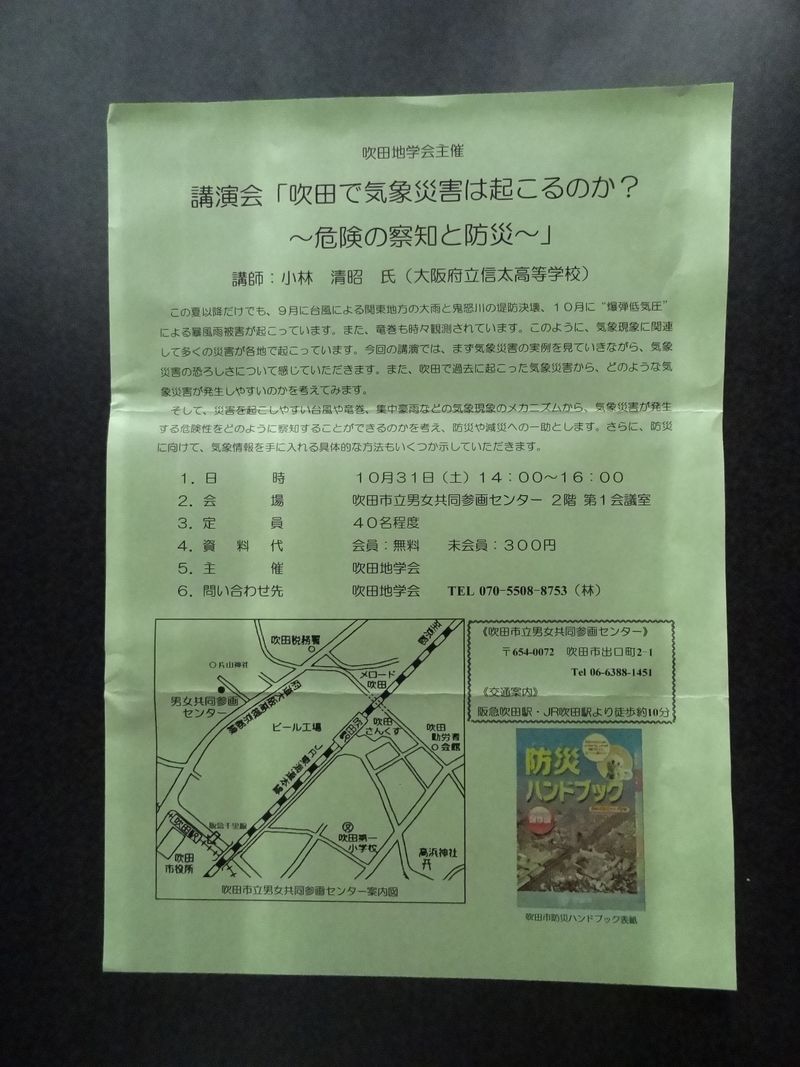 吹田地学会主催
講演会「吹田で気象災害は起こるのか？
～危険の察知と防災～」
講師：小林　清昭　氏（大阪府立信太高等学校）
この夏以降だけでも、９月に台風による関東地方の大雨と鬼怒川の堤防決壊、１０月に“爆弾低気圧”
による暴風雨被害が起こっています。また、竜巻も時々観測されています。このように、気象現象に関連
して多くの災害が各地で起こっています。今回の講演では、まず気象災害の実例を見ていきながら、気象
災害の恐ろしさについて感じていただきます。また、吹田で過去に起こった気象災害から、どのような気
象災害が発生しやすいのかを考えてみます。
そして、災害を起こしやすい台風や竜巻、集中豪雨などの気象現象のメカニズムから、気象災害が発生
する危険性をどのように察知することができるのかを考え、防災や減災への一助とします。さらに、防災
に向けて、気象情報を手に入れる具体的な方法もいくつか示していただきます。
１．日　時　１０月３１日（土）１４：００～１６：００
２．会　場　吹田市立男女共同参画センター ２階 第１会議室
３．定　員　４０名程度
４．資　料　代　会員：無料　未会員：３００円
５．主　催　吹田地学会
６．問い合わせ先　吹田地学会　TEL 070-5508-8753（林）
吹田税務署
片山神社
メロード
吹田
男女共同参画
センター
ビール工場
吹田
さんくす
吹田
勤労者
会館
JR東海道本線
阪急千里線
吹田駅
吹田
市役所
吹田第一
小学校
高浜神社
吹田市立男女共同参画センター案内図
《吹田市立男女共同参画センター》
〒654-0072　吹田市出口町2-1
Tel 06-6388-1451
《交通案内》
阪急吹田駅・JR吹田駅より徒歩約10分
防災
ハンドブック
保存版
吹田市防災ハンドブック表紙